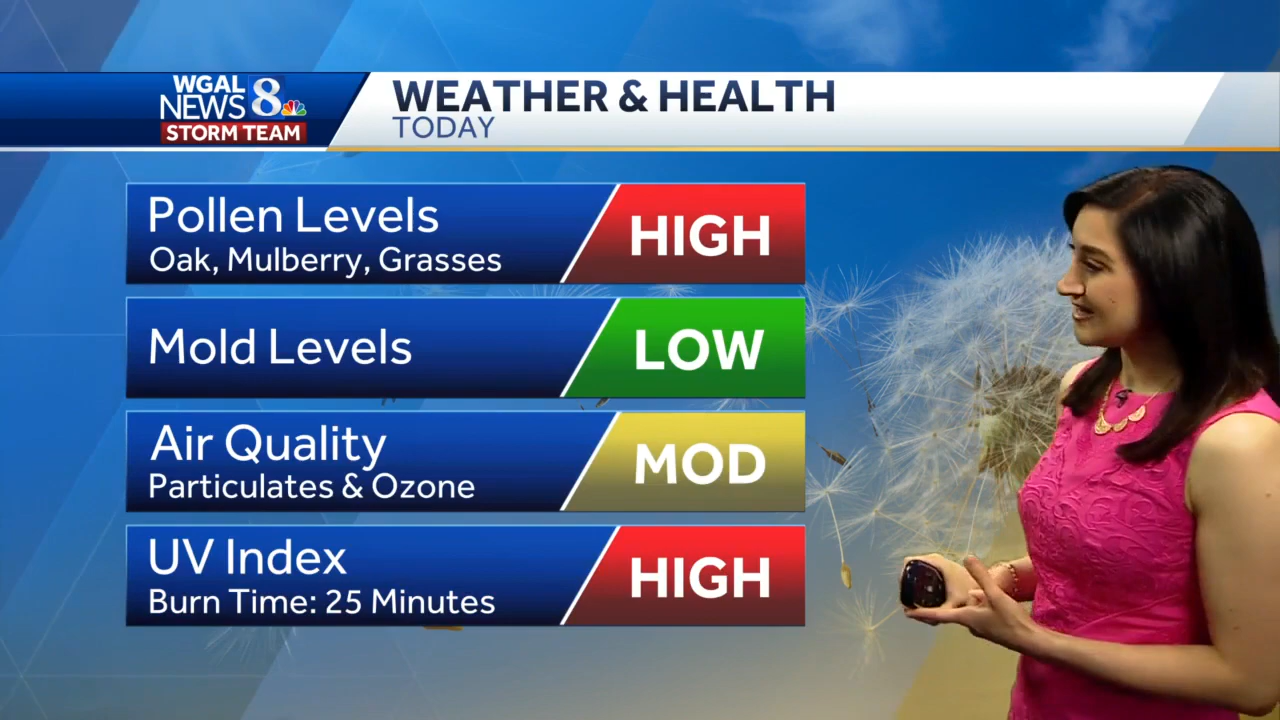 WGAL
NEWS 8
STORM TEAM
WEATHER & HEALTH
TODAY
Pollen Levels
Oak, Mulberry, Grasses
HIGH
Mold Levels
LOW
Air Quality
Particulates & Ozone
MOD
UV Index
Burn Time: 25 Minutes
HIGH